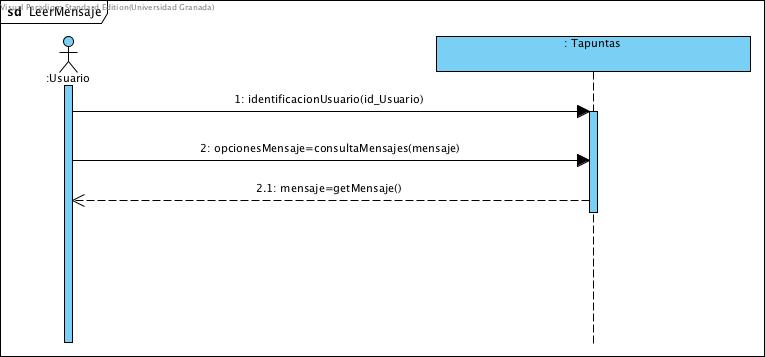 Visual Paradigm Standard Edition(Universidad Granada)
sd LeerMensaje
: Tapuntas
:Usuario
1: identificacionUsuario(id_Usuario)
2: opcionesMensaje=consultaMensajes(mensaje)
2.1: mensaje=getMensaje()